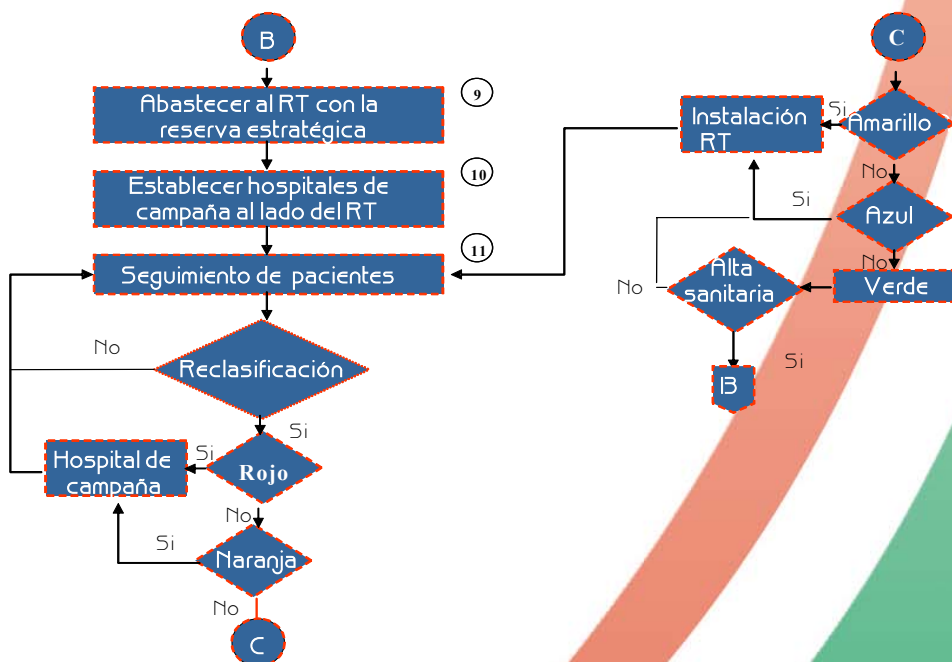 B
Abastecer al RT con la
reserva estratégica
9
Establecer hospitales de
campaña al lado del RT
10
Seguimiento de pacientes
11
Reclasificación
No
Si
Rojo
Si
Hospital de
campaña
No
Naranja
Si
No
C
C
Amarillo
Si
Instalación
RT
No
Azul
Si
No
Verde
Alta
sanitaria
No
Si
B